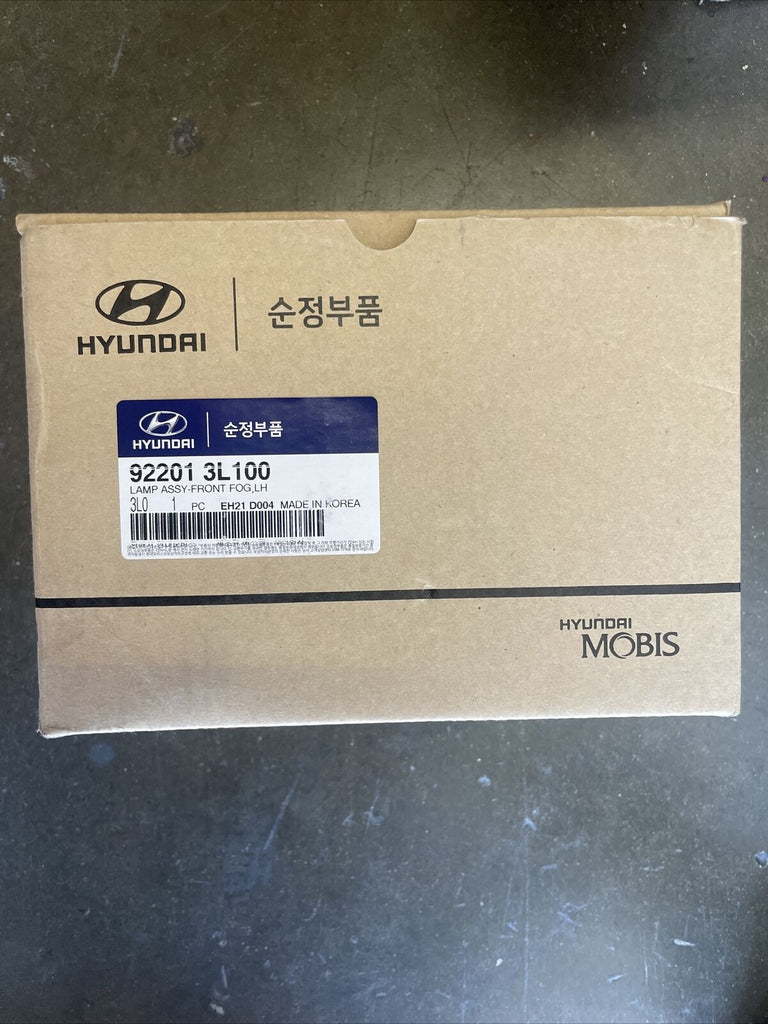 HYUNDAI
순정부품
HYUNDAI
순정부품
92201 3L100
LAMP ASSY-FRONT FOG,LH
3L0 1 PC EH21 D004 MADE IN KOREA
HYUNDAI
MOBIS